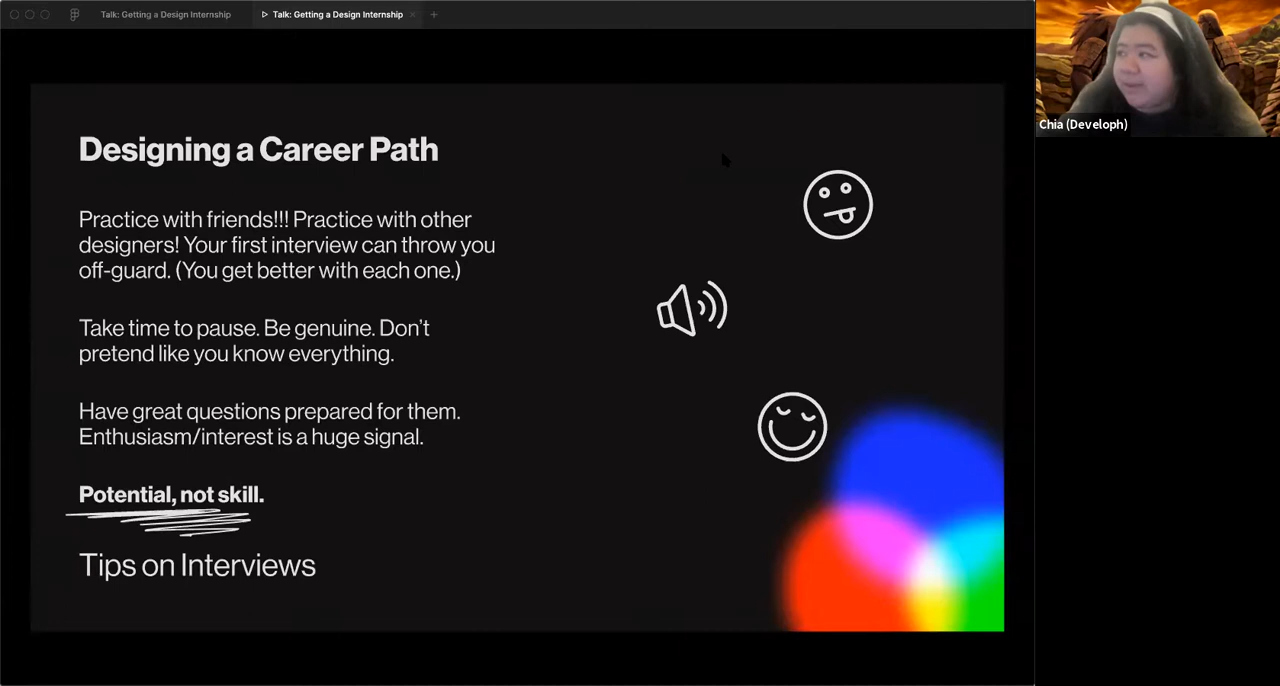 Talk: Getting a Design Internship
Talk: Getting a Design Internship
Chia (Developh)
Designing a Career Path
Practice with friends!!! Practice with other
designers! Your first interview can throw you
off-guard. (You get better with each one.)
Take time to pause. Be genuine. Don't
pretend like you know everything.
Have great questions prepared for them.
Enthusiasm/interest is a huge signal.
Potential, not skill.
Tips on Interviews